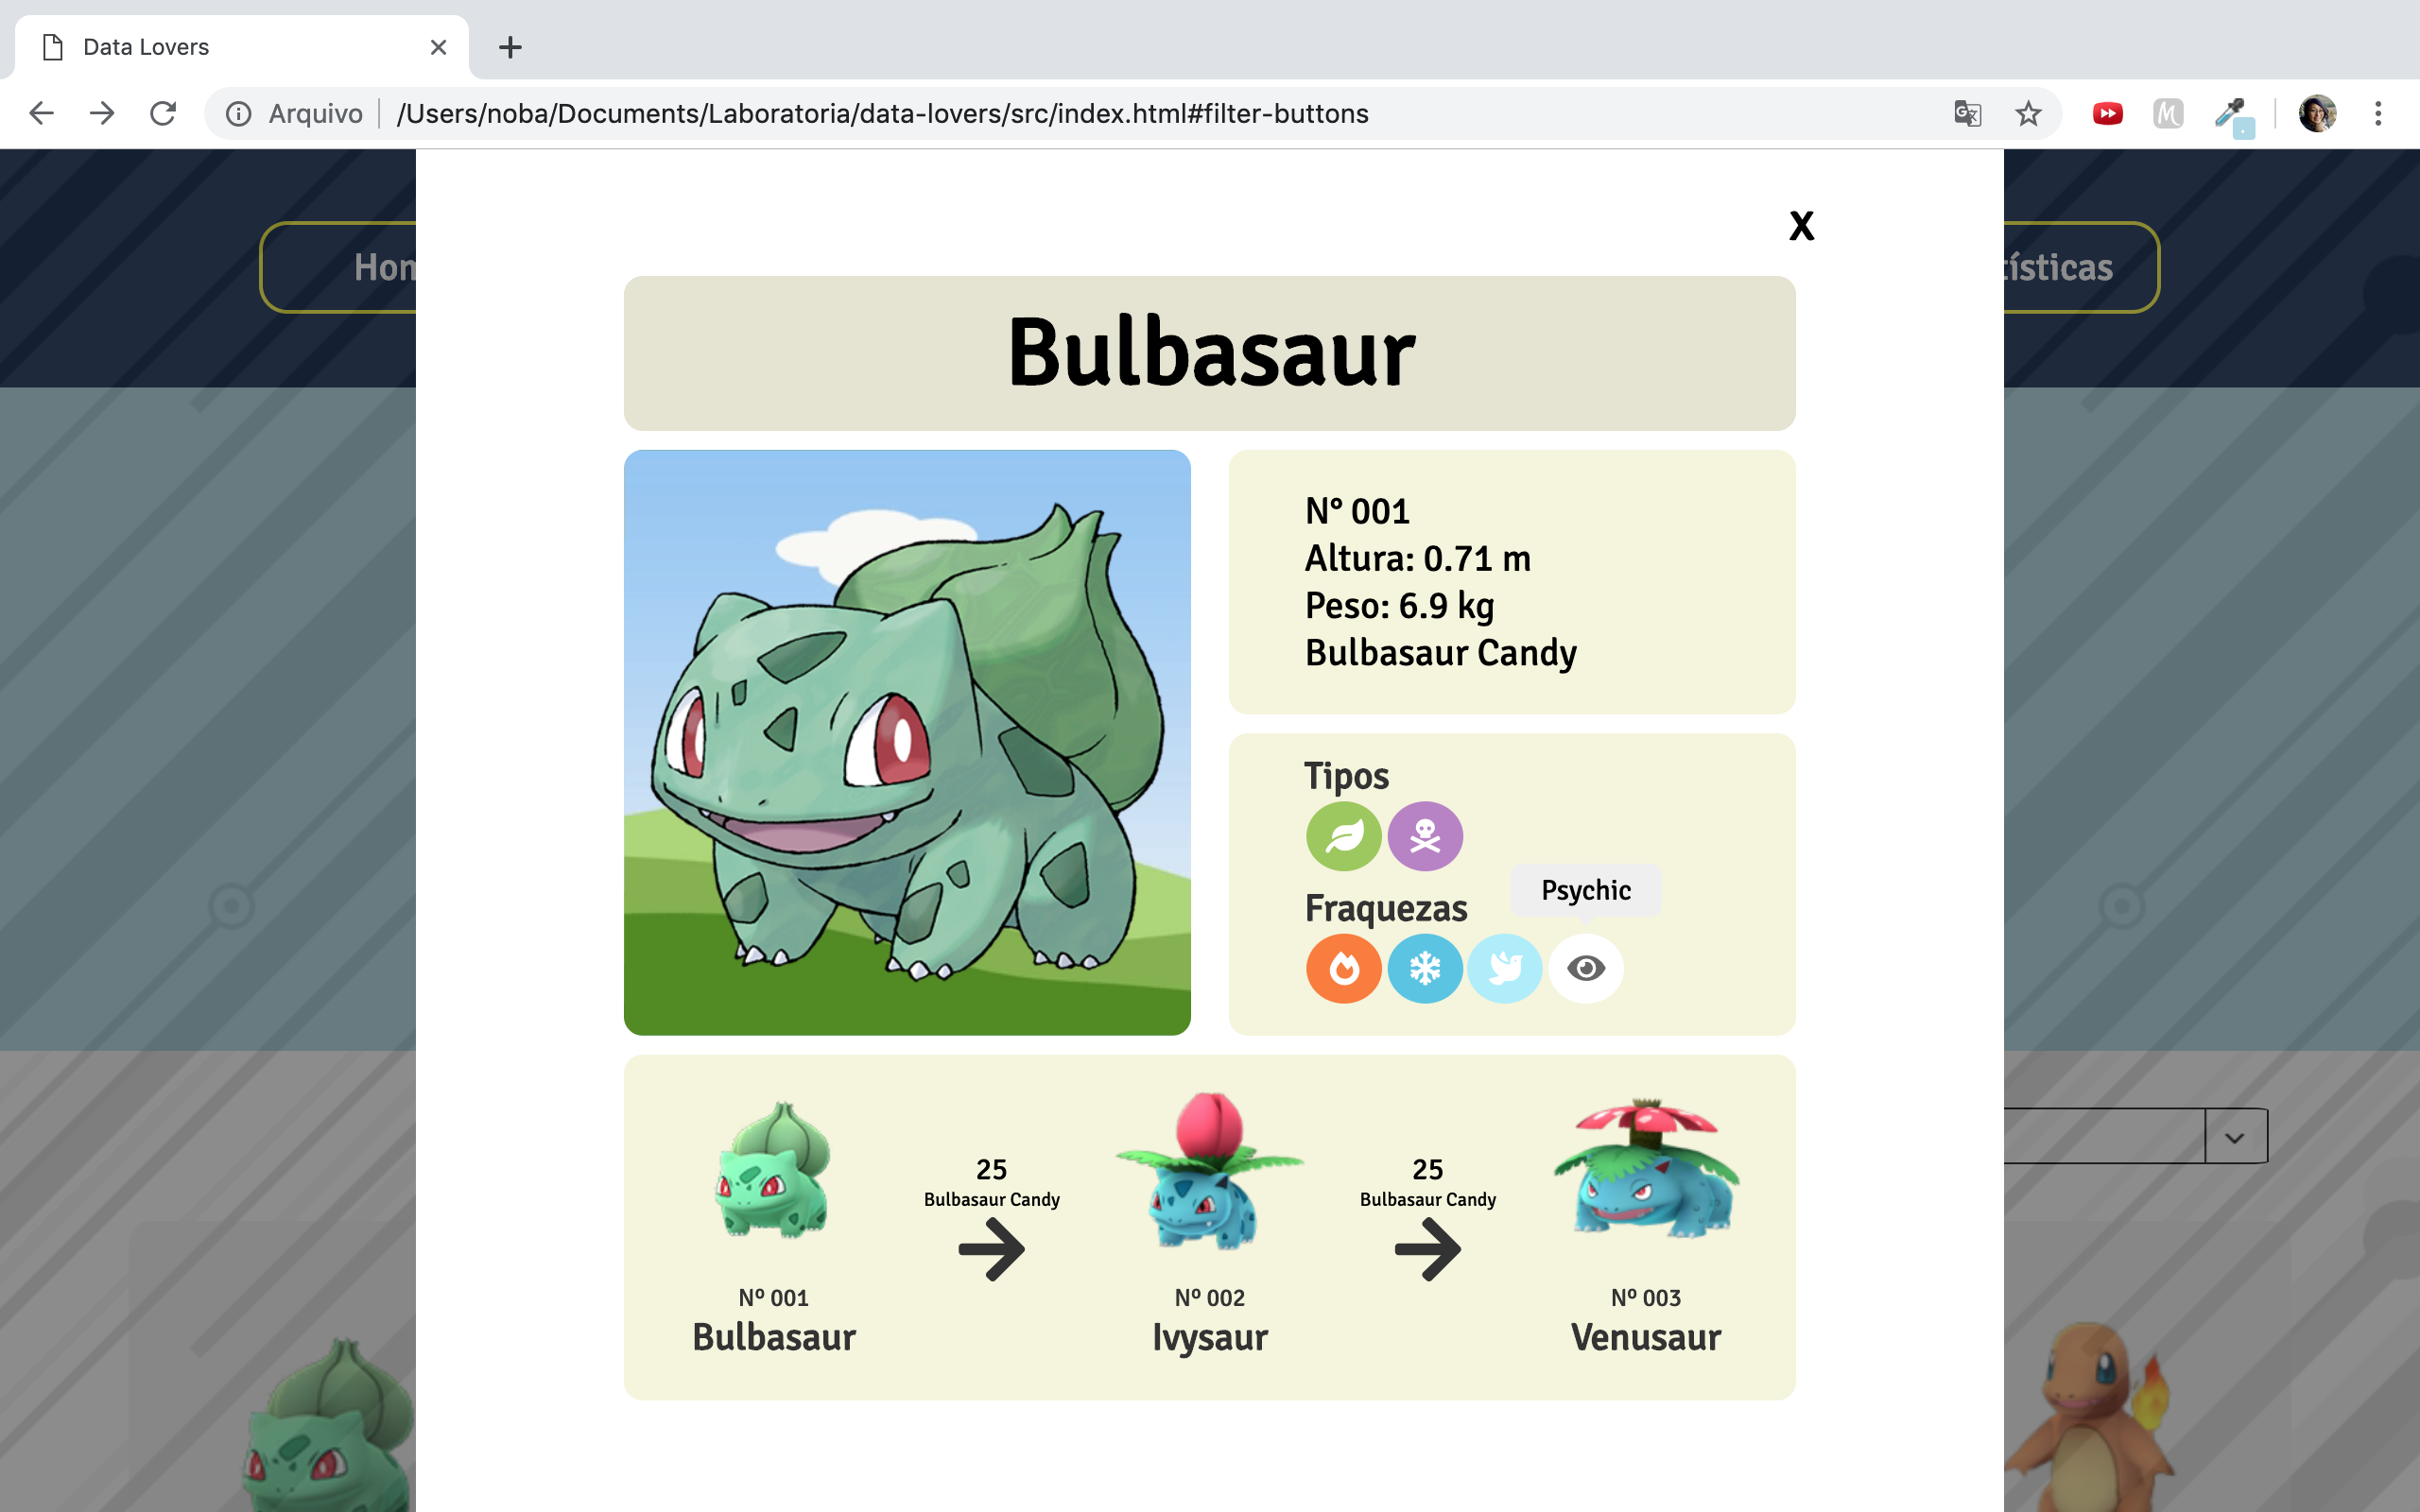 Data Lovers
Arquivo
/Users/noba/Documents/Laboratoria/data-lovers/src/index.html#filter-buttons
X
Bulbasaur
Nº 001
Altura: 0.71 m
Peso: 6.9 kg
Bulbasaur Candy
Tipos
Psychic
Fraquezas
25
Bulbasaur Candy
25
Bulbasaur Candy
Nº 001
Bulbasaur
Nº 002
Ivysaur
Nº 003
Venusaur